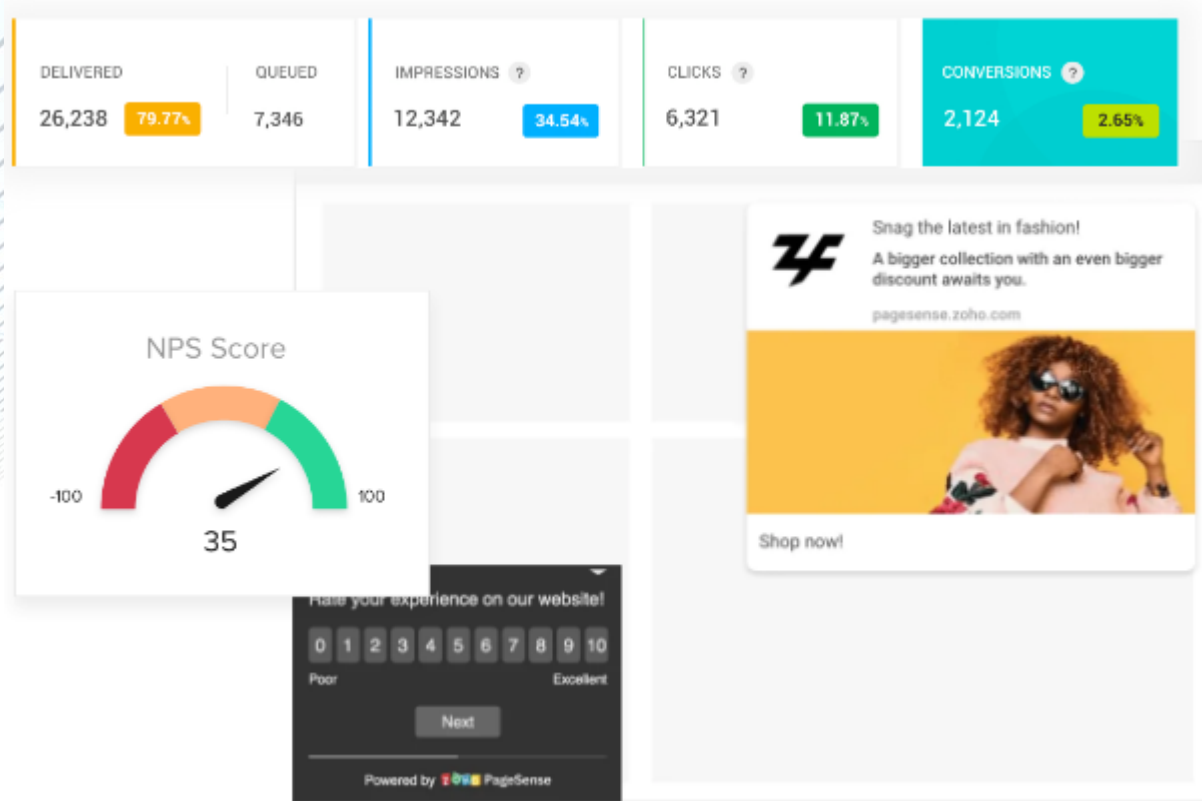 DELIVERED QUEUED
26,238 79.77% 7,346
IMPRESSIONS ?
12,342 34.54%
CLICKS ?
6,321 11.87%
CONVERSIONS ?
2,124 2.65%
Snag the latest in fashion!
A bigger collection with an even bigger
discount awaits you.
pagesense.zoho.com
Shop now!
NPS Score
-100 100
35
Rate your experience on our website!
0 1 2 3 4 5 6 7 8 9 10
Poor Excellent
Next
Powered by ZOHO PageSense